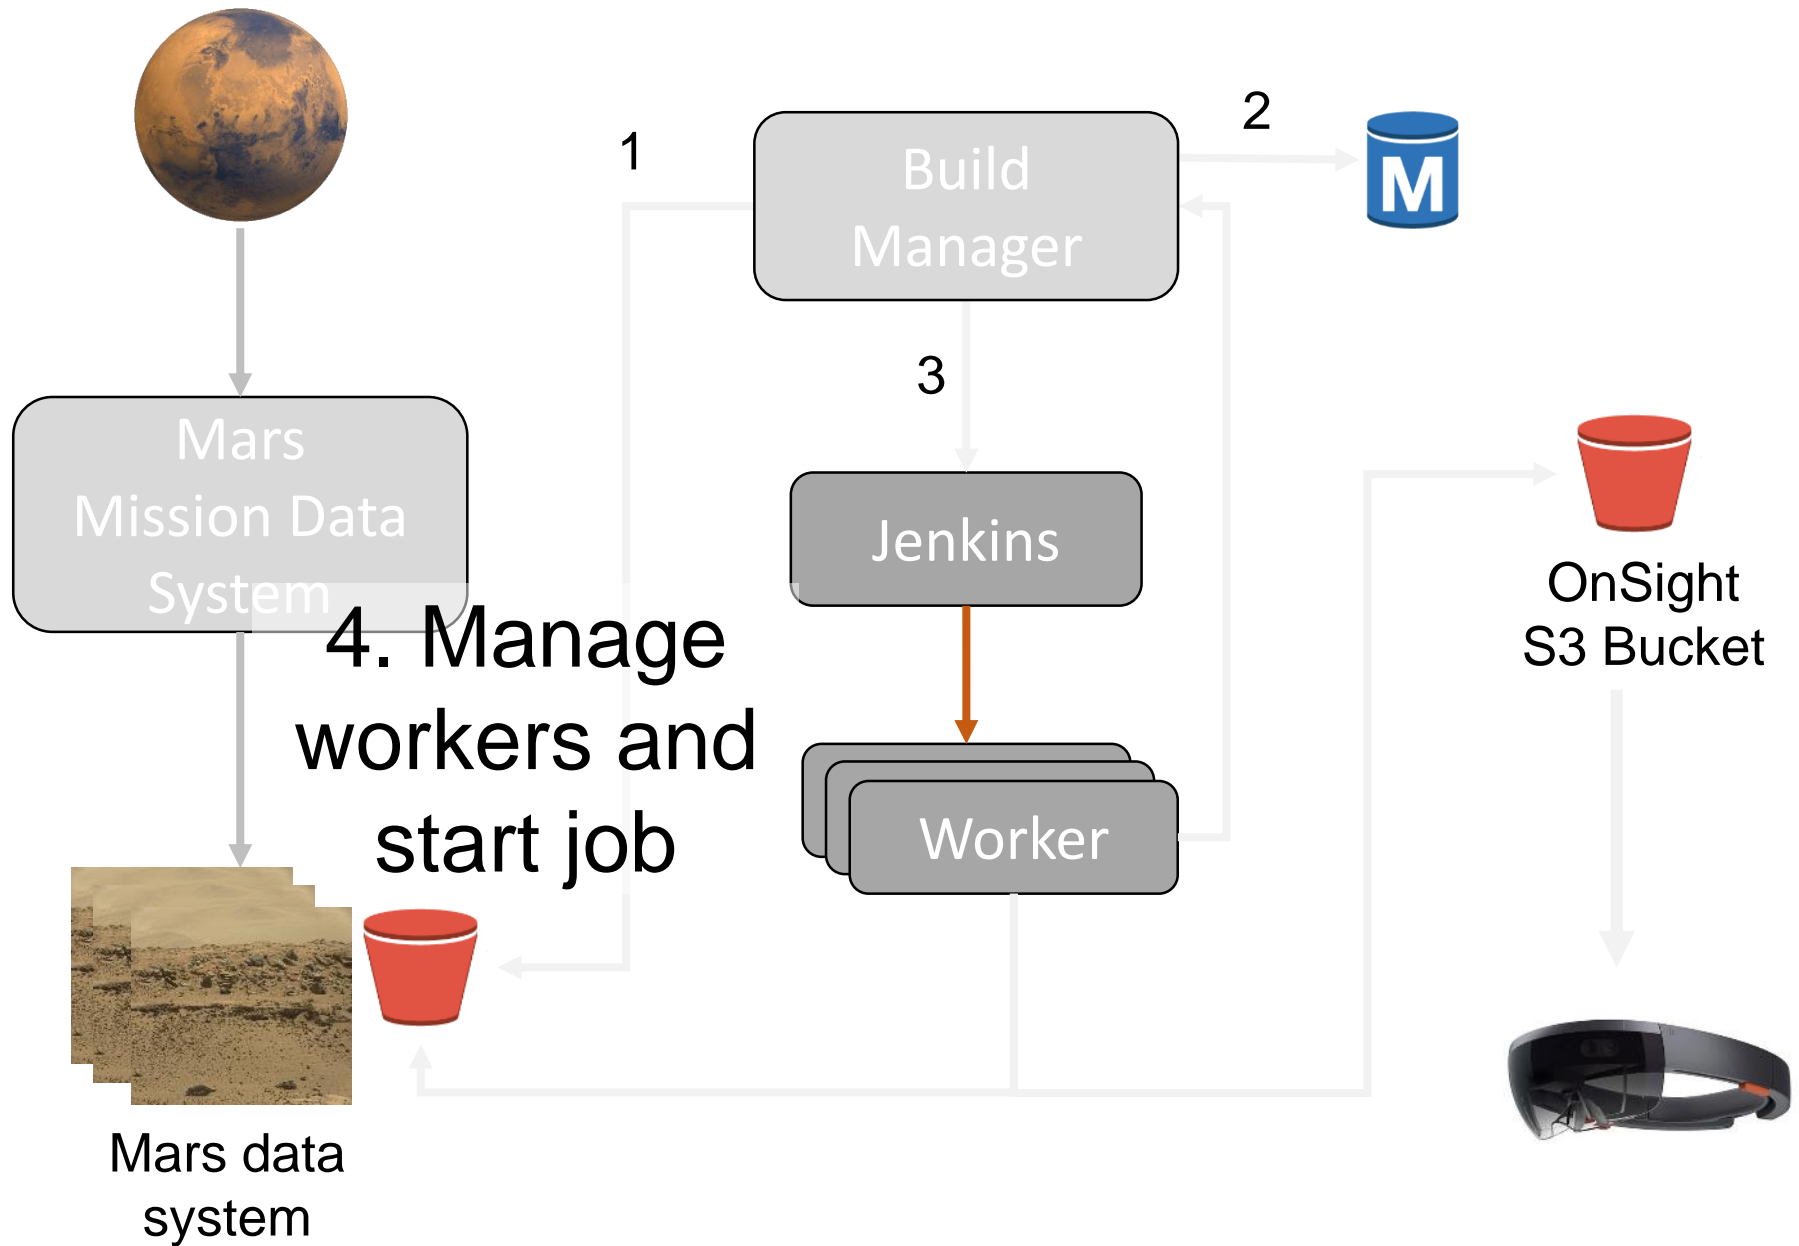 1
2
Build
Manager
M
3
Mars
Mission Data
System
Jenkins
4. Manage
workers and
start job
Worker
OnSight
S3 Bucket
Mars data
system